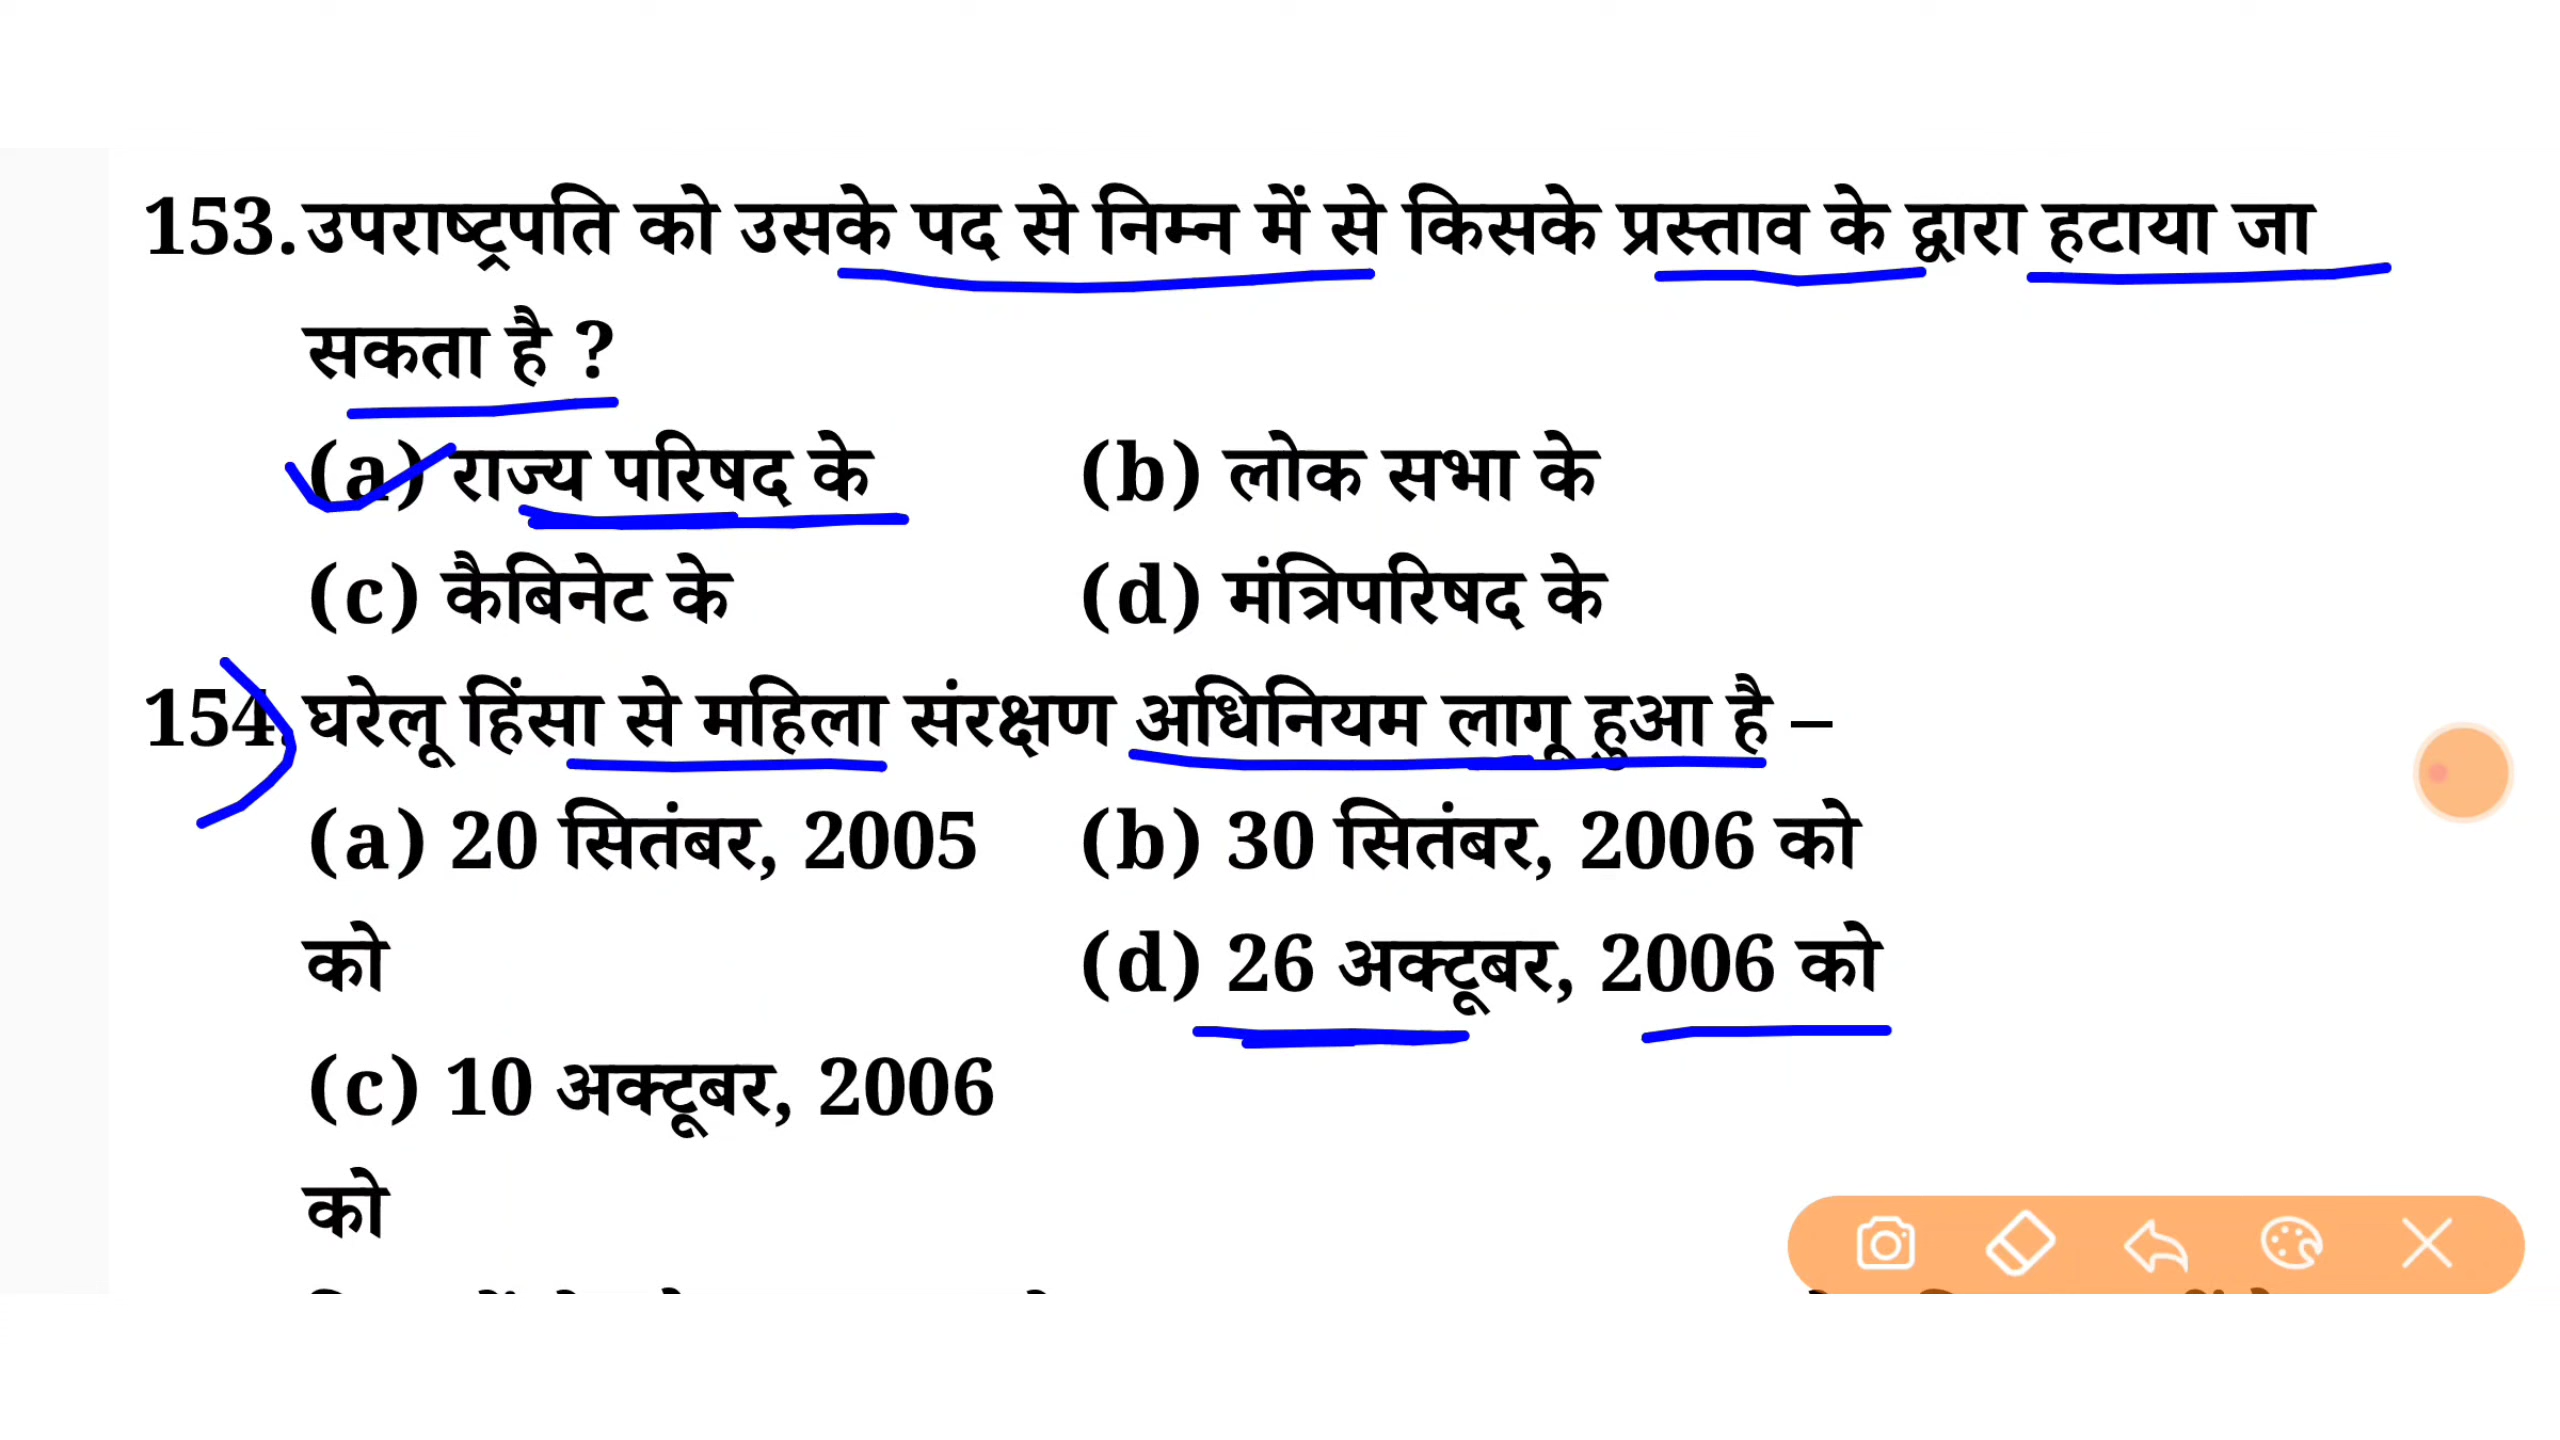 153. उपराष्ट्रपति को उसके पद से निम्न में से किसके प्रस्ताव के द्वारा हटाया जा
सकता है ?
(a) राज्य परिषद के (b) लोक सभा के
(c) कैबिनेट के (d) मंत्रिपरिषद के
154. घरेलू हिंसा से महिला संरक्षण अधिनियम लागू हुआ है –
(a) 20 सितंबर, 2005 (b) 30 सितंबर, 2006 को
को (d) 26 अक्टूबर, 2006 को
(c) 10 अक्टूबर, 2006
को